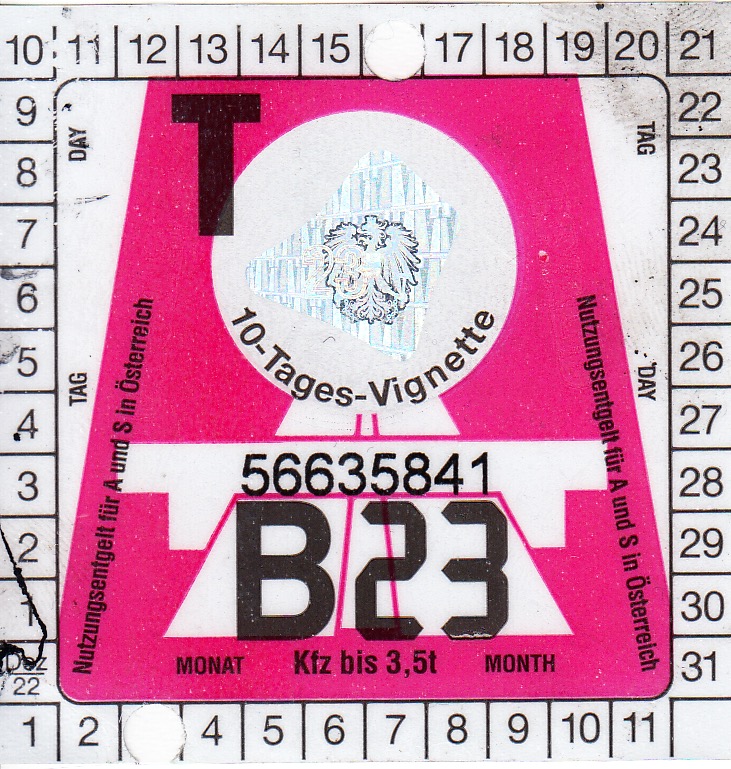 10 11 12 13 14 15 17 18 19 20 21
9 DAY T TAG 22
8 23
7 24
6 25
5 26
4 27
3 28
2 29
1 30
Dez 22 31
TAG DAY
10-Tages-Vignette
Nutzungsentgelt für A und S in Österreich
Nutzungsentgelt für A und S in Österreich
56635841
B23
MONAT Kfz bis 3,5t MONTH
1 2 4 5 6 7 8 9 10 11